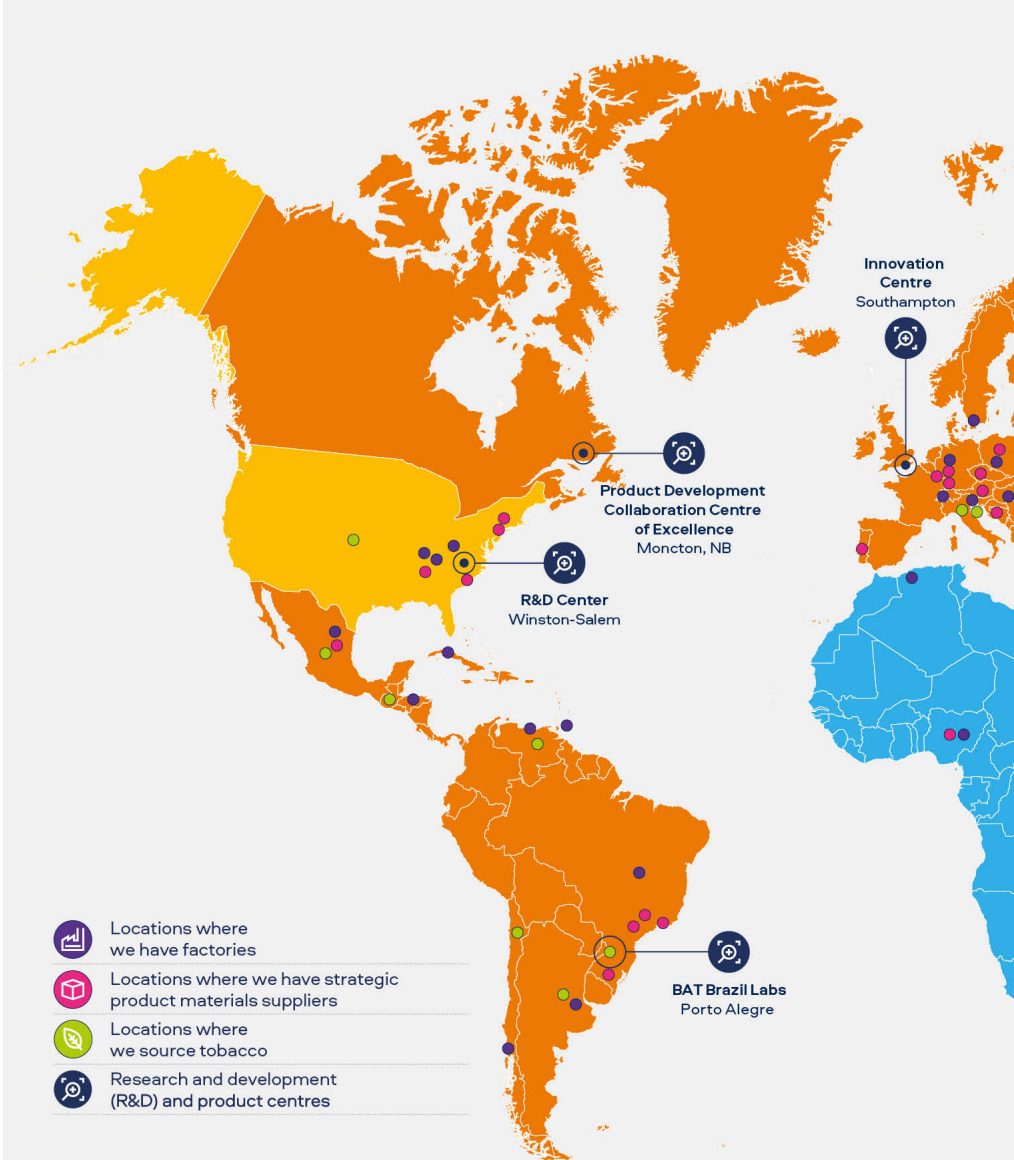 Innovation
Centre
Southampton
Product Development
Collaboration Centre
of Excellence
Moncton, NB
R&D Center
Winston-Salem
BAT Brazil Labs
Porto Alegre
Locations where
we have factories
Locations where we have strategic
product materials suppliers
Locations where
we source tobacco
Research and development
(R&D) and product centres